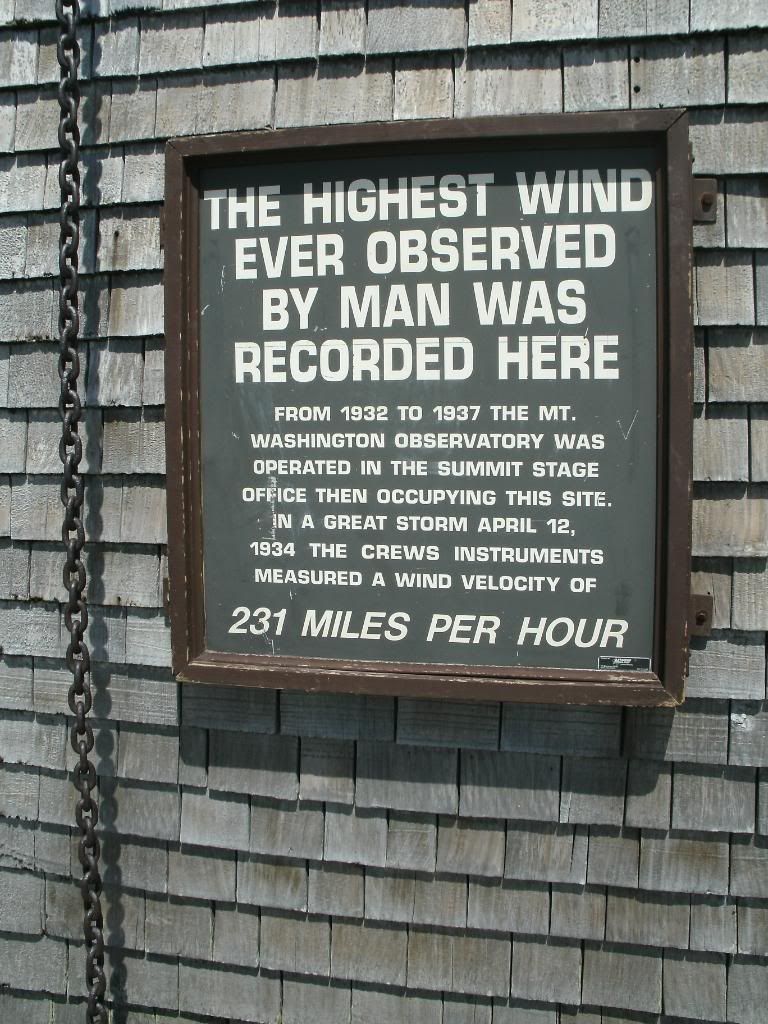 THE HIGHEST WIND
EVER OBSERVED
BY MAN WAS
RECORDED HERE
FROM 1932 TO 1937 THE MT.
WASHINGTON OBSERVATORY WAS
OPERATED IN THE SUMMIT STAGE
OFFICE THEN OCCUPYING THIS SITE.
IN A GREAT STORM APRIL 12,
1934 THE CREWS INSTRUMENTS
MEASURED A WIND VELOCITY OF
231 MILES PER HOUR